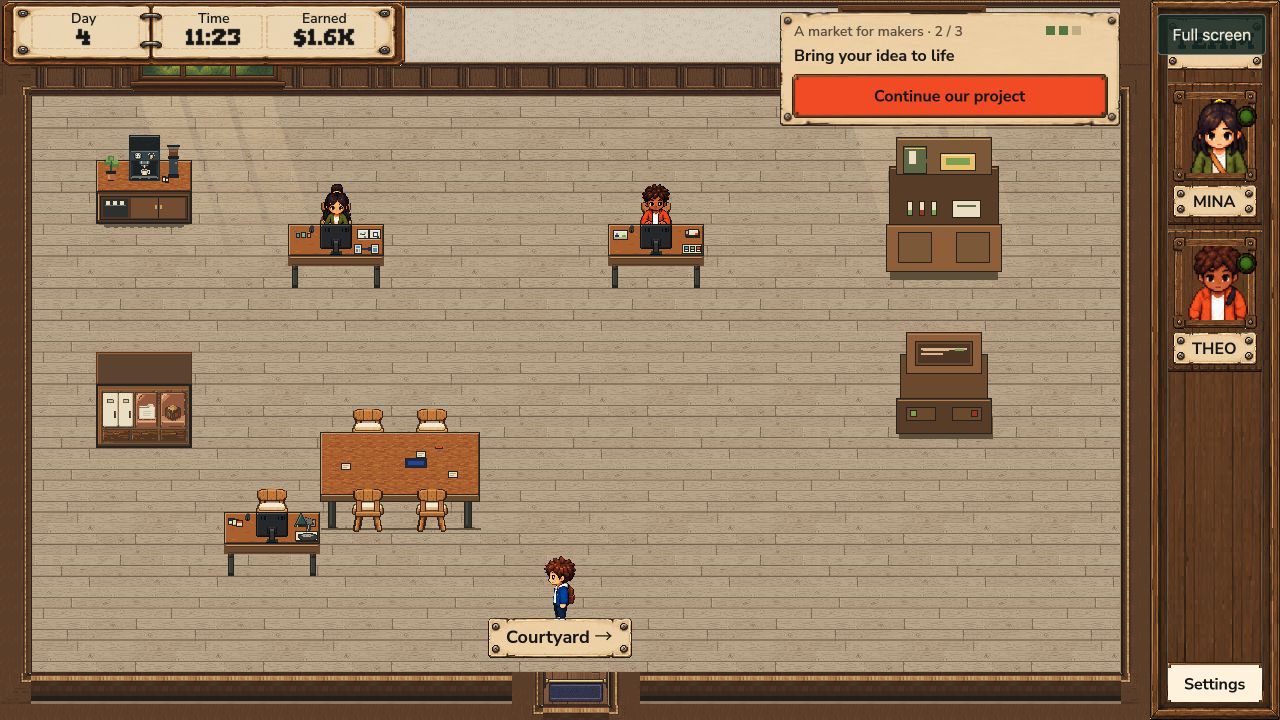 Day
4
Time
11:23
Earned
$1.6K
A market for makers · 2 / 3
Bring your idea to life
Continue our project
Full screen
MINA
THEO
Courtyard →
Settings